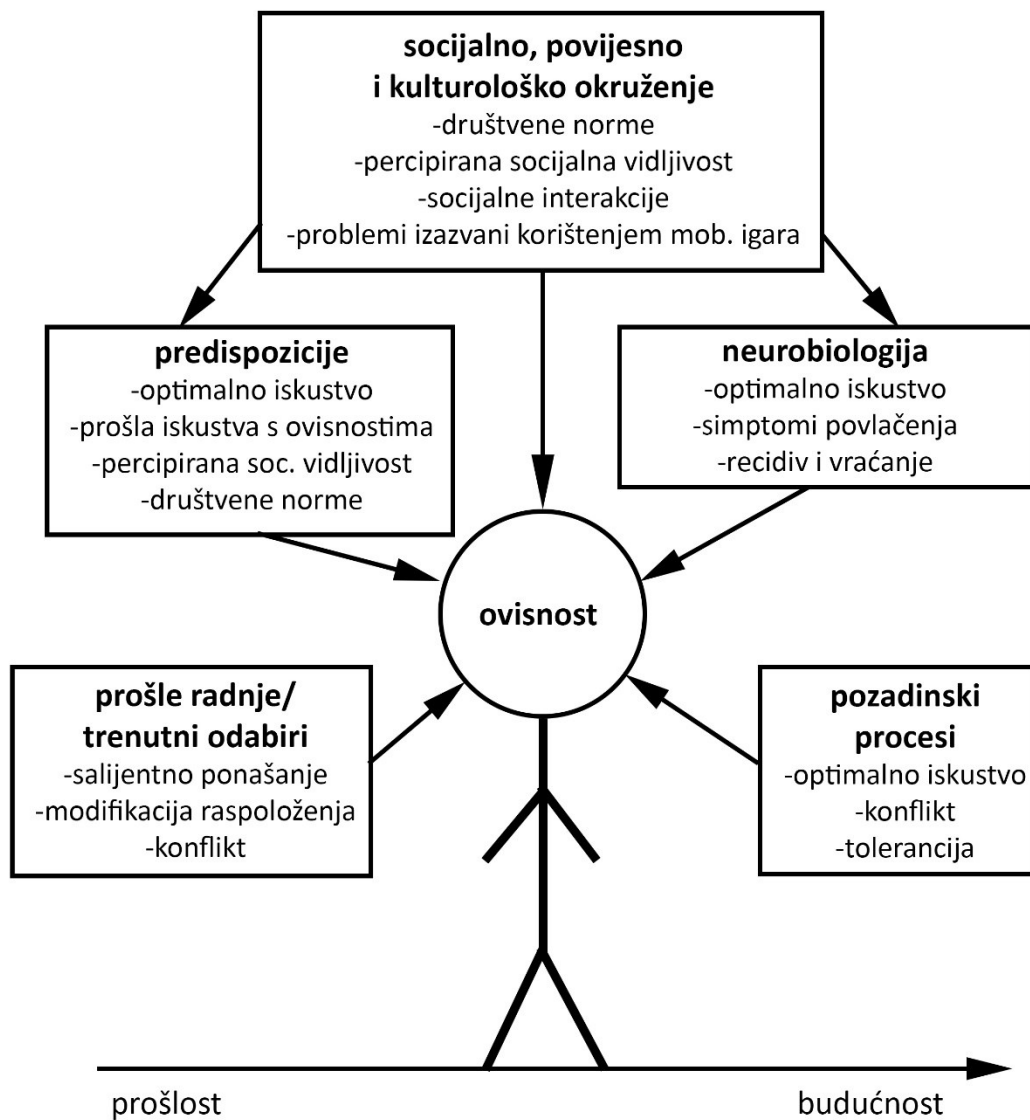 socijalno, povijesno
i kulturološko okruženje
-društvene norme
-percipirana socijalna vidljivost
-socijalne interakcije
-problemi izazvani korištenjem mob. igara
predispozicije
-optimalno iskustvo
-prošla iskustva s ovisnostima
-percipirana soc. vidljivost
-društvene norme
neurobiologija
-optimalno iskustvo
-simptomi povlačenja
-recidiv i vraćanje
ovisnost
prošle radnje/
trenutni odabiri
-salijentno ponašanje
-modifikacija raspoloženja
-konflikt
pozadinski
procesi
-optimalno iskustvo
-konflikt
-tolerancija
prošlost
budućnost